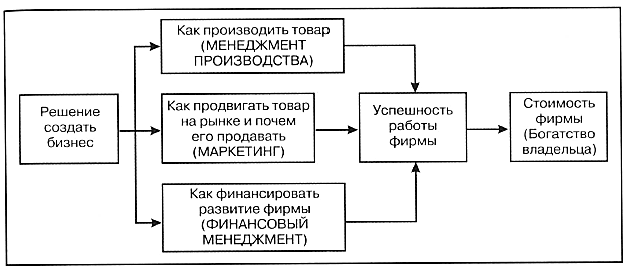 Как производить товар
(МЕНЕДЖМЕНТ
ПРОИЗВОДСТВА)
Решение
создать
бизнес
Как продвигать товар
на рынке и почем
его продавать
(МАРКЕТИНГ)
Успешность
работы
фирмы
Стоимость
фирмы
(Богатство
владельца)
Как финансировать
развитие фирмы
(ФИНАНСОВЫЙ
МЕНЕДЖМЕНТ)